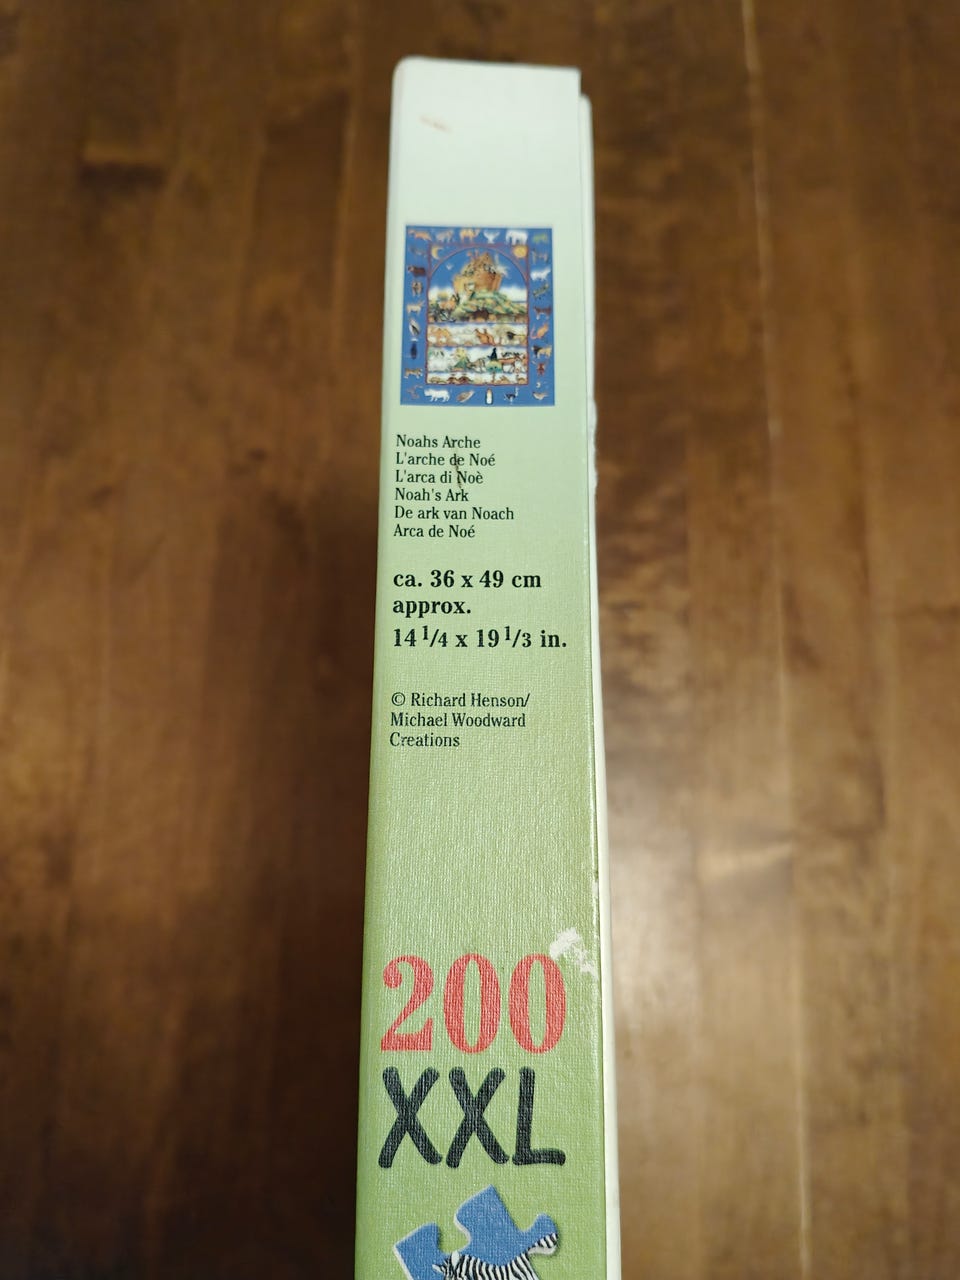 Noahs Arche
L'arche de Noé
L'arca di Noè
Noah's Ark
De ark van Noach
Arca de Noé
ca. 36 x 49 cm
approx.
14 1/4 x 19 1/3 in.
© Richard Henson/
Michael Woodward
Creations
200
XXL